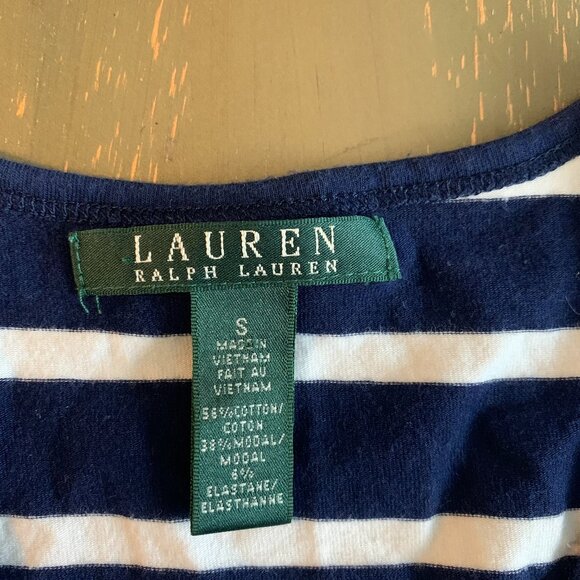 LAUREN
RALPH LAUREN
S
MADE IN
VIETNAM
FAIT AU
VIETNAM
56%COTTON/
COTON
38%MODAL/
MODAL
6%
ELASTANE/
ELASTHANNE